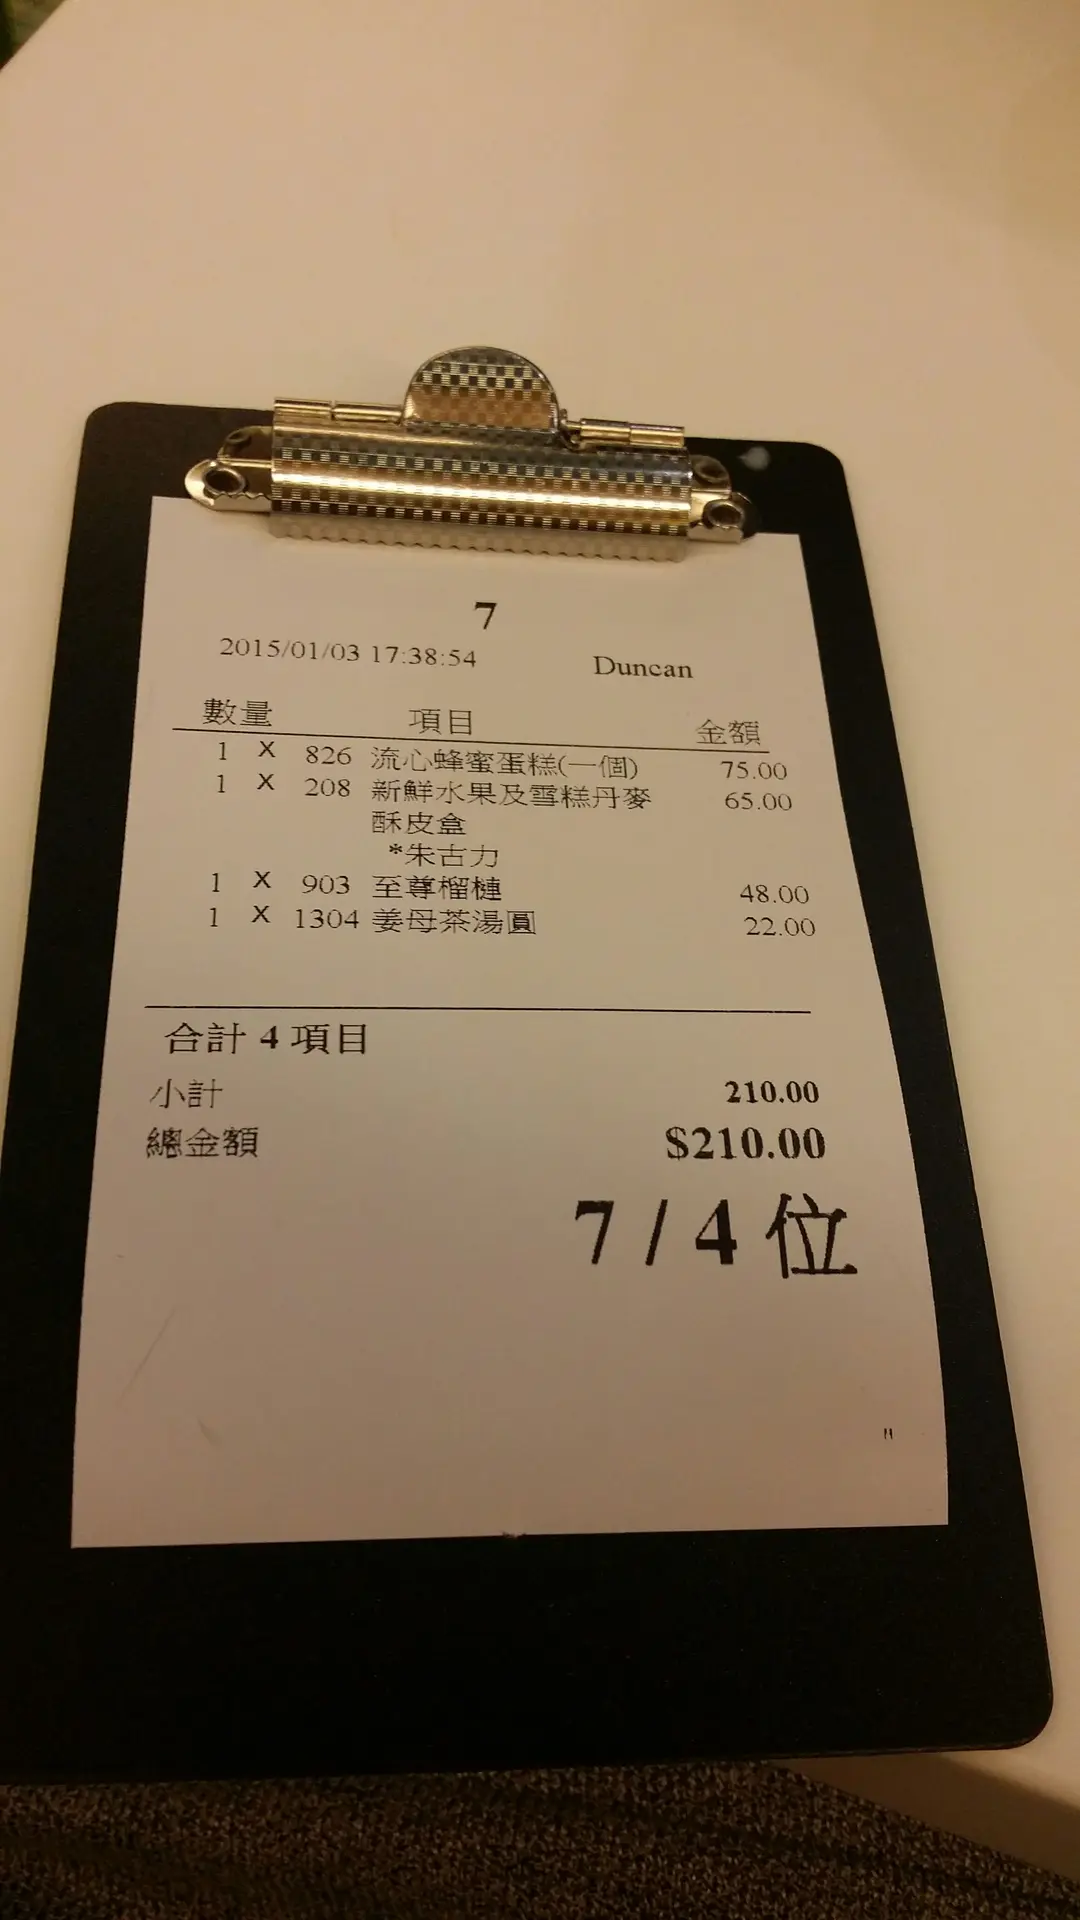 7
2015/01/03 17:38:54 Duncan
數量 項目 金額
1 X 826 流心蜂蜜蛋糕(一個) 75.00
1 X 208 新鮮水果及雪糕丹麥 65.00
酥皮盒
*朱古力
1 X 903 至尊榴槤 48.00
1 X 1304 姜母茶湯圓 22.00
合計 4 項目
小計 210.00
總金額 $210.00
7 / 4 位